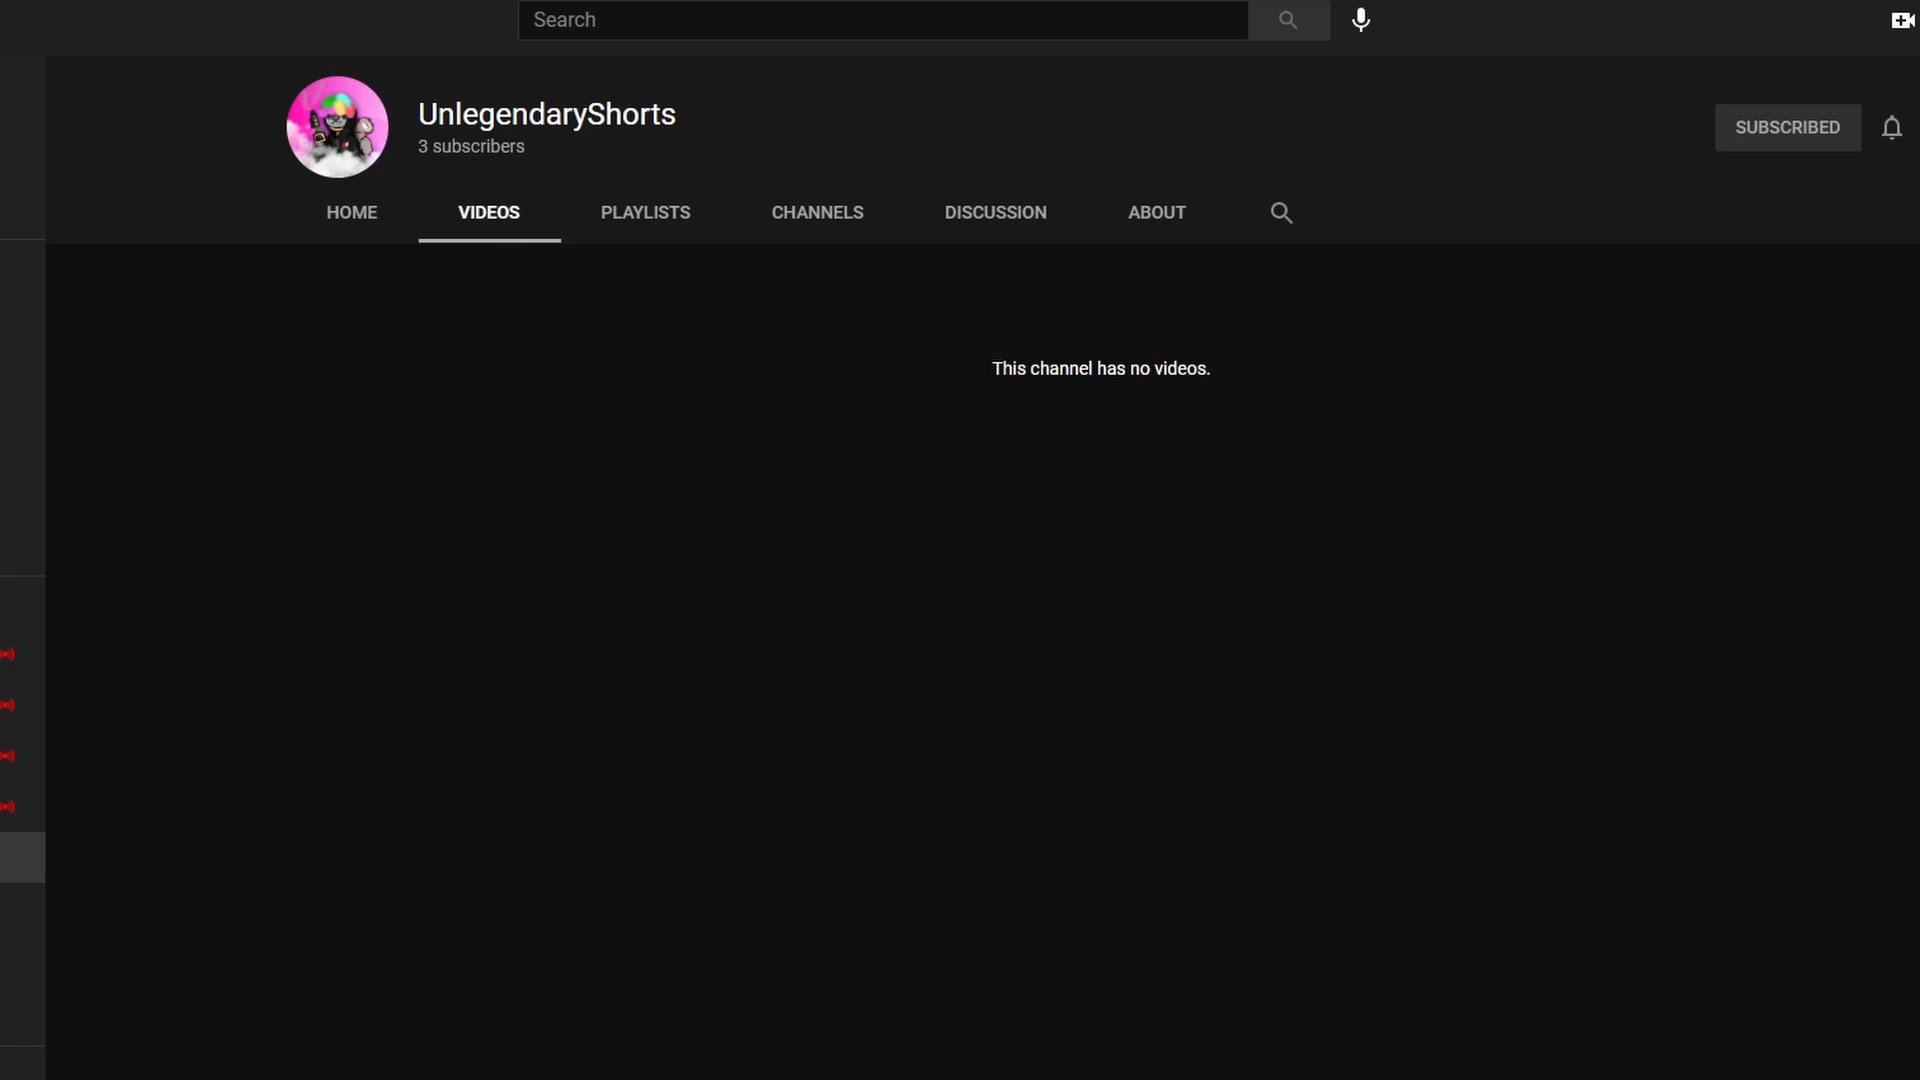 Search
UnlegendaryShorts
3 subscribers
SUBSCRIBED
HOME VIDEOS PLAYLISTS CHANNELS DISCUSSION ABOUT
This channel has no videos.